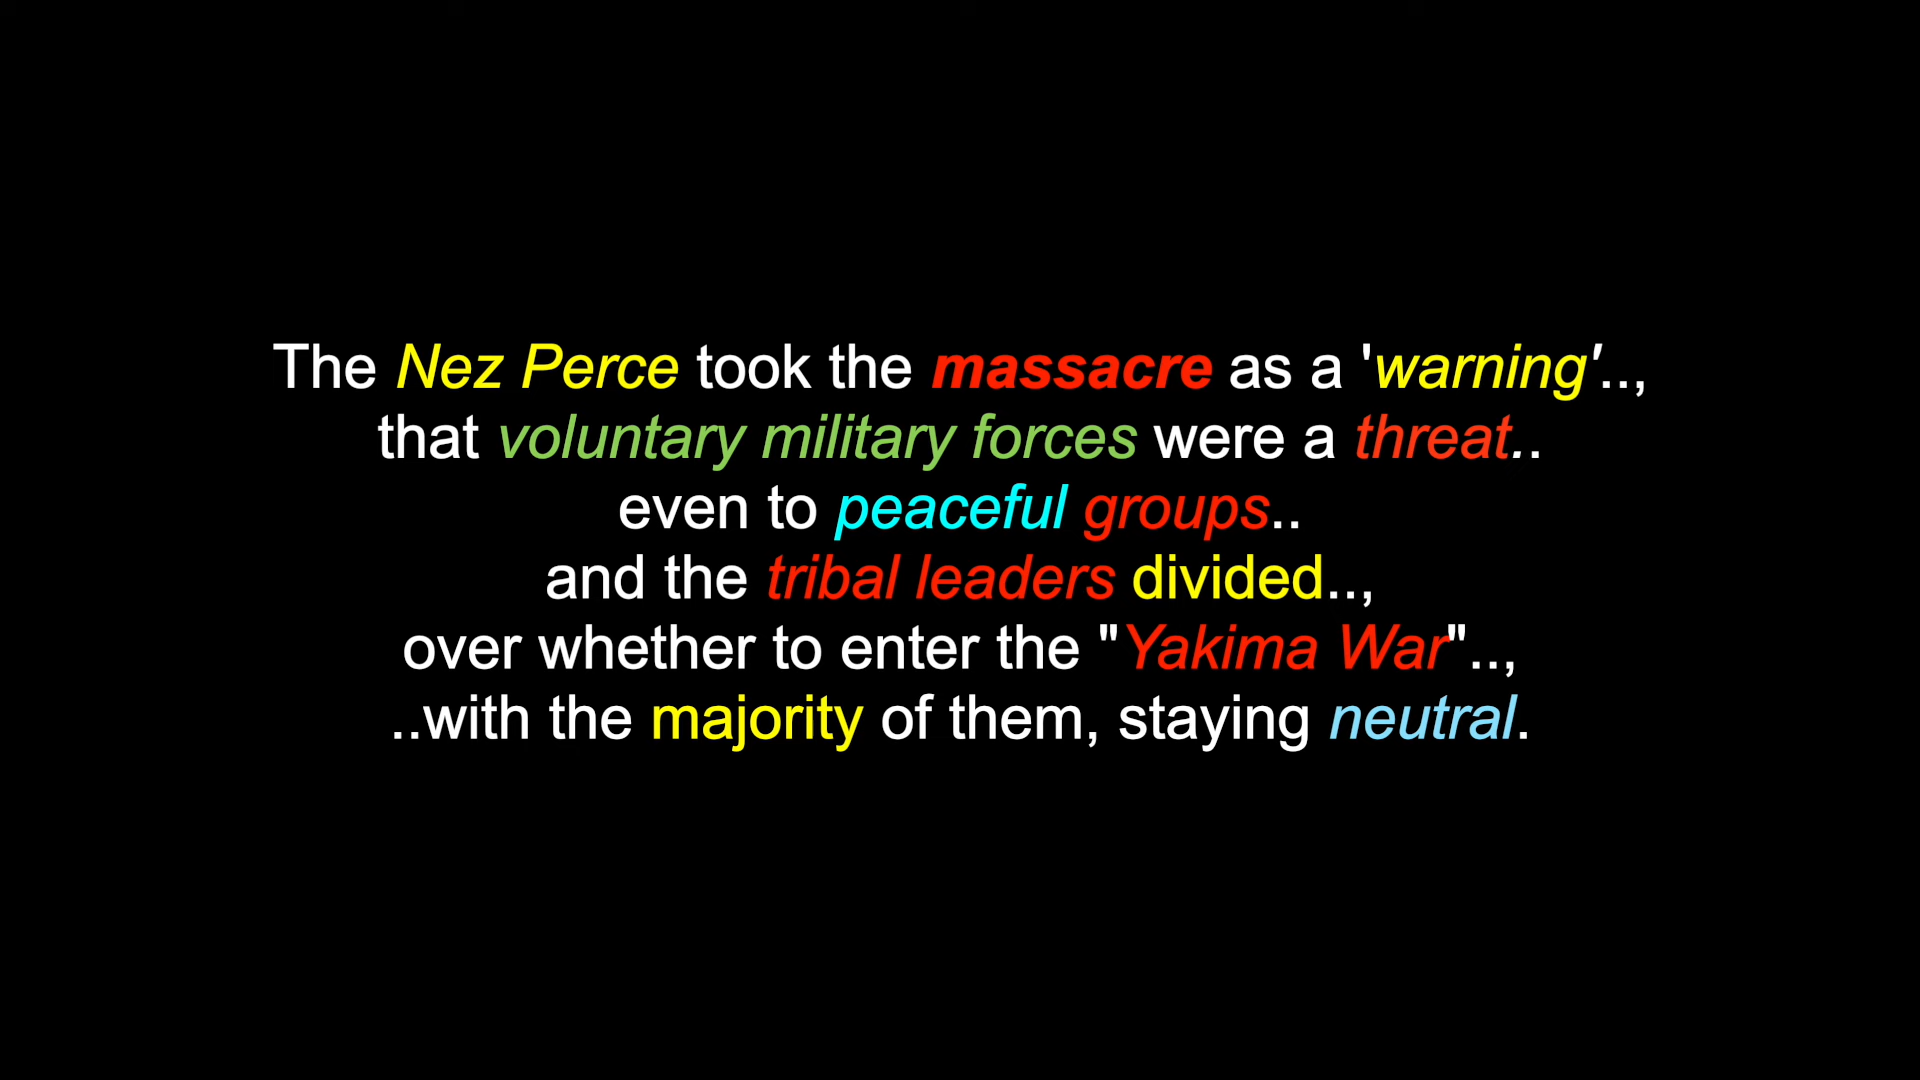 The Nez Perce took the massacre as a 'warning'..,
that voluntary military forces were a threat..
even to peaceful groups..
and the tribal leaders divided..,
over whether to enter the "Yakima War"..,
..with the majority of them, staying neutral.